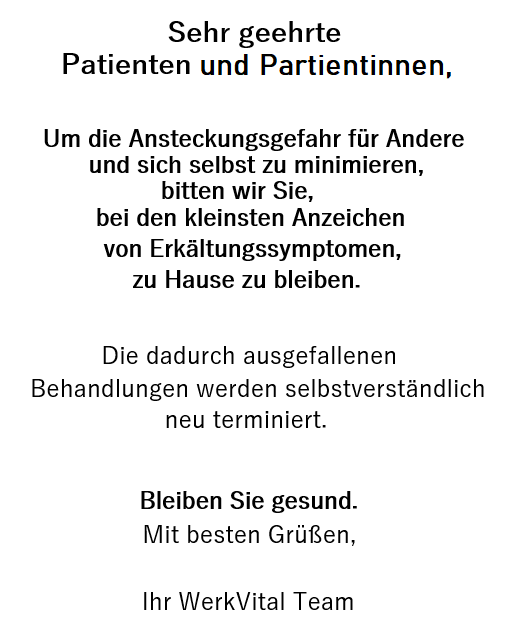 Sehr geehrte
Patienten und Partientinnen,
Um die Ansteckungsgefahr für Andere
und sich selbst zu minimieren,
bitten wir Sie,
bei den kleinsten Anzeichen
von Erkältungssymptomen,
zu Hause zu bleiben.
Die dadurch ausgefallenen
Behandlungen werden selbstverständlich
neu terminiert.
Bleiben Sie gesund.
Mit besten Grüßen,
Ihr WerkVital Team